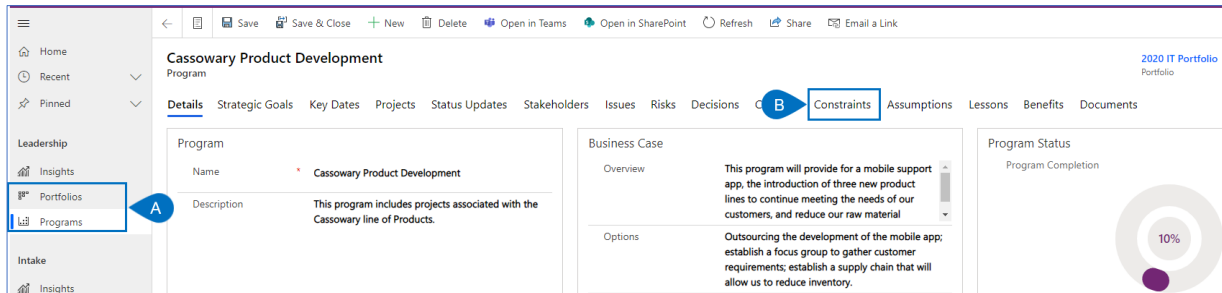 Save
Save & Close
New
Delete
Open in Teams
Open in SharePoint
Refresh
Share
Email a Link
Home
Recent
Pinned
Leadership
Insights
Portfolios
Programs
A
Intake
Insights
Cassowary Product Development
Program
2020 IT Portfolio
Portfolio
Details Strategic Goals Key Dates Projects Status Updates Stakeholders Issues Risks Decisions C B Constraints Assumptions Lessons Benefits Documents
Program
Name * Cassowary Product Development
Description This program includes projects associated with the
Cassowary line of Products.
Business Case
Overview This program will provide for a mobile support
app, the introduction of three new product
lines to continue meeting the needs of our
customers, and reduce our raw material
Options Outsourcing the development of the mobile app;
establish a focus group to gather customer
requirements; establish a supply chain that will
allow us to reduce inventory.
Program Status
Program Completion
10%